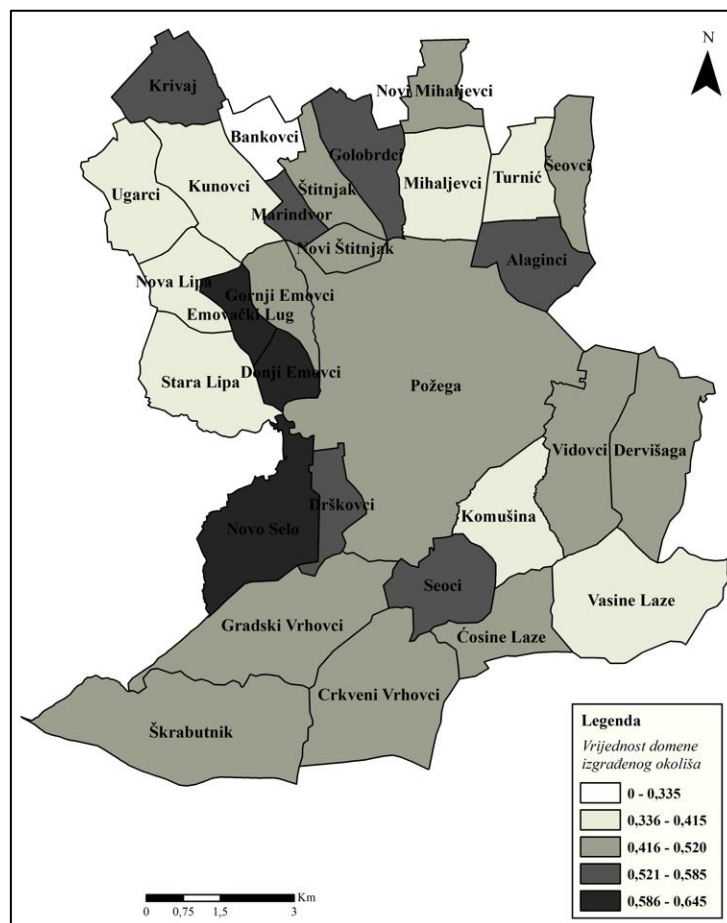 N
Krivaj
Novi Mihaljevci
Bankovci
Golobrdci
Šeovci
Ugarci
Kunovci
Štitnjak
Mihaljevci
Turnić
Marindvor
Novi Štitnjak
Alaginci
Nova Lipa
Gornji Emovci
Emovački Lug
Stara Lipa
Donji Emovci
Požega
Vidovci
Dervišaga
Drškovci
Komušina
Novo Selo
Seoci
Vasine Laze
Gradski Vrhovci
Ćosine Laze
Crkveni Vrhovci
Škrabutnik
Legenda
Vrijednost domene
izgrađenog okoliša
0 - 0,335
0,336 - 0,415
0,416 - 0,520
0,521 - 0,585
0,586 - 0,645
Km
0 0,75 1,5 3